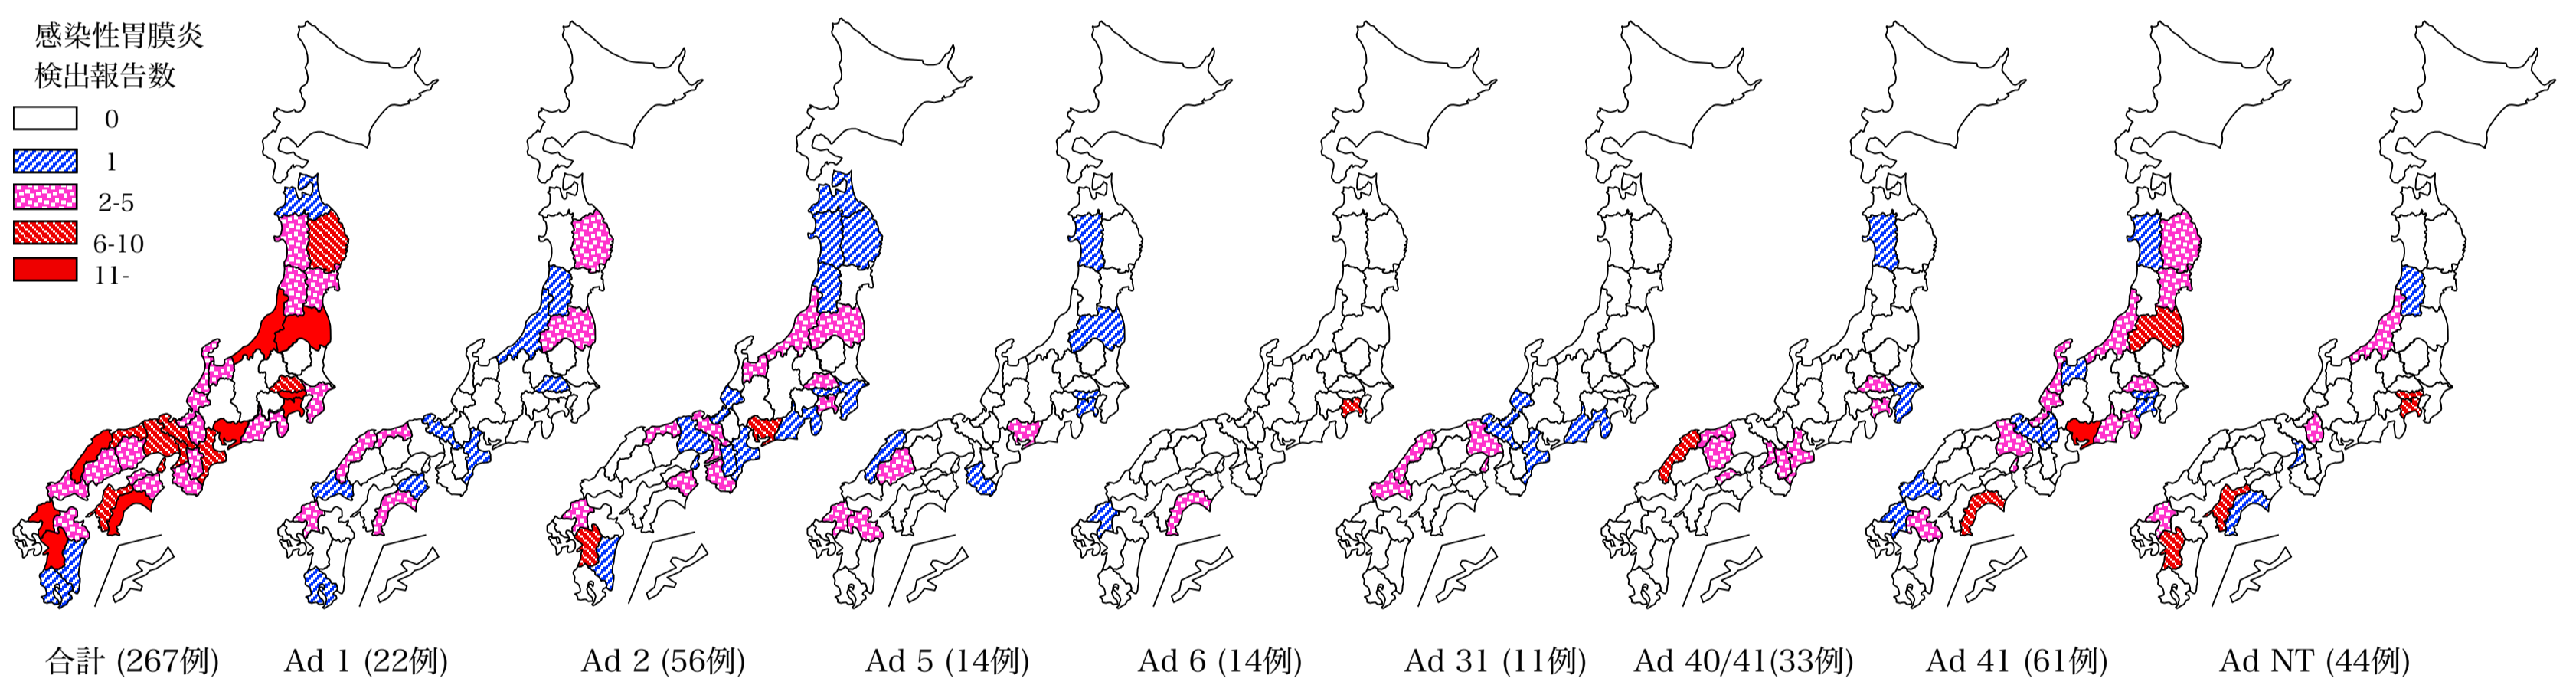 感染性胃膜炎
検出報告数
0
1
2-5
6-10
11-
合計 (267例)
Ad 1 (22例)
Ad 2 (56例)
Ad 5 (14例)
Ad 6 (14例)
Ad 31 (11例)
Ad 40/41(33例)
Ad 41 (61例)
Ad NT (44例)